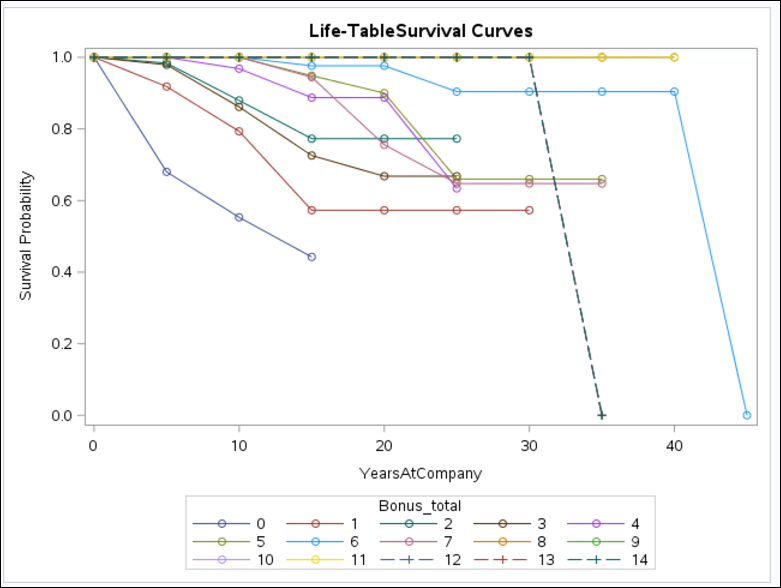 Life-TableSurvival Curves
1.0
0.8
0.6
0.4
0.2
0.0
Survival Probability
0 10 20 30 40
YearsAtCompany
Bonus_total
0 1 2 3 4
5 6 7 8 9
10 11 12 13 14